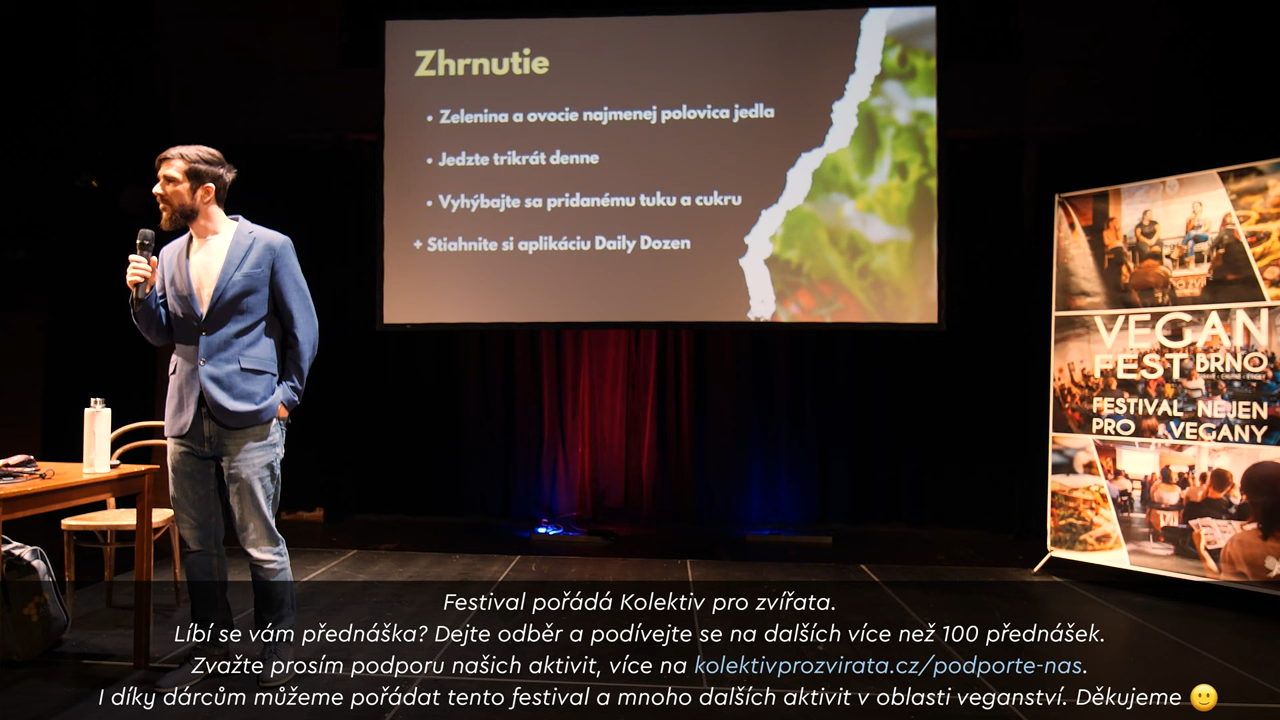 Zhrnutie
• Zelenina a ovocie najmenej polovica jedla
• Jedzte trikrát denne
• Vyhýbajte sa pridanému tuku a cukru
+ Stiahnite si aplikáciu Daily Dozen
VEGAN
FEST BRNO
FESTIVAL NEJEN
PRO VEGANY
Festival pořádá Kolektiv pro zvířata.
Líbí se vám přednáška? Dejte odběr a podívejte se na dalších více než 100 přednášek.
Zvažte prosím podporu našich aktivit, více na kolektivprozvirata.cz/podporte-nas.
I díky dárcům můžeme pořádat tento festival a mnoho dalších aktivit v oblasti veganství. Děkujeme 🙂